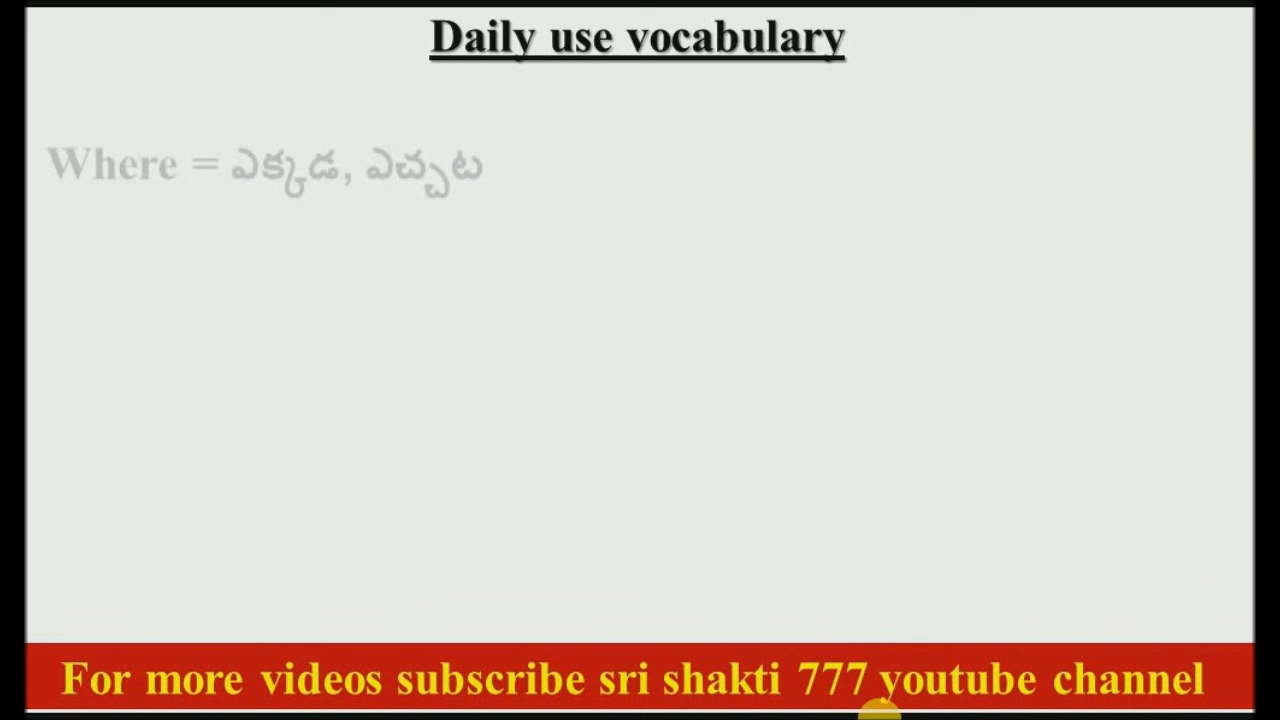 Daily use vocabulary
Where = ఎక్కడ, ఎచ్చట
For more videos subscribe sri shakti 777 youtube channel